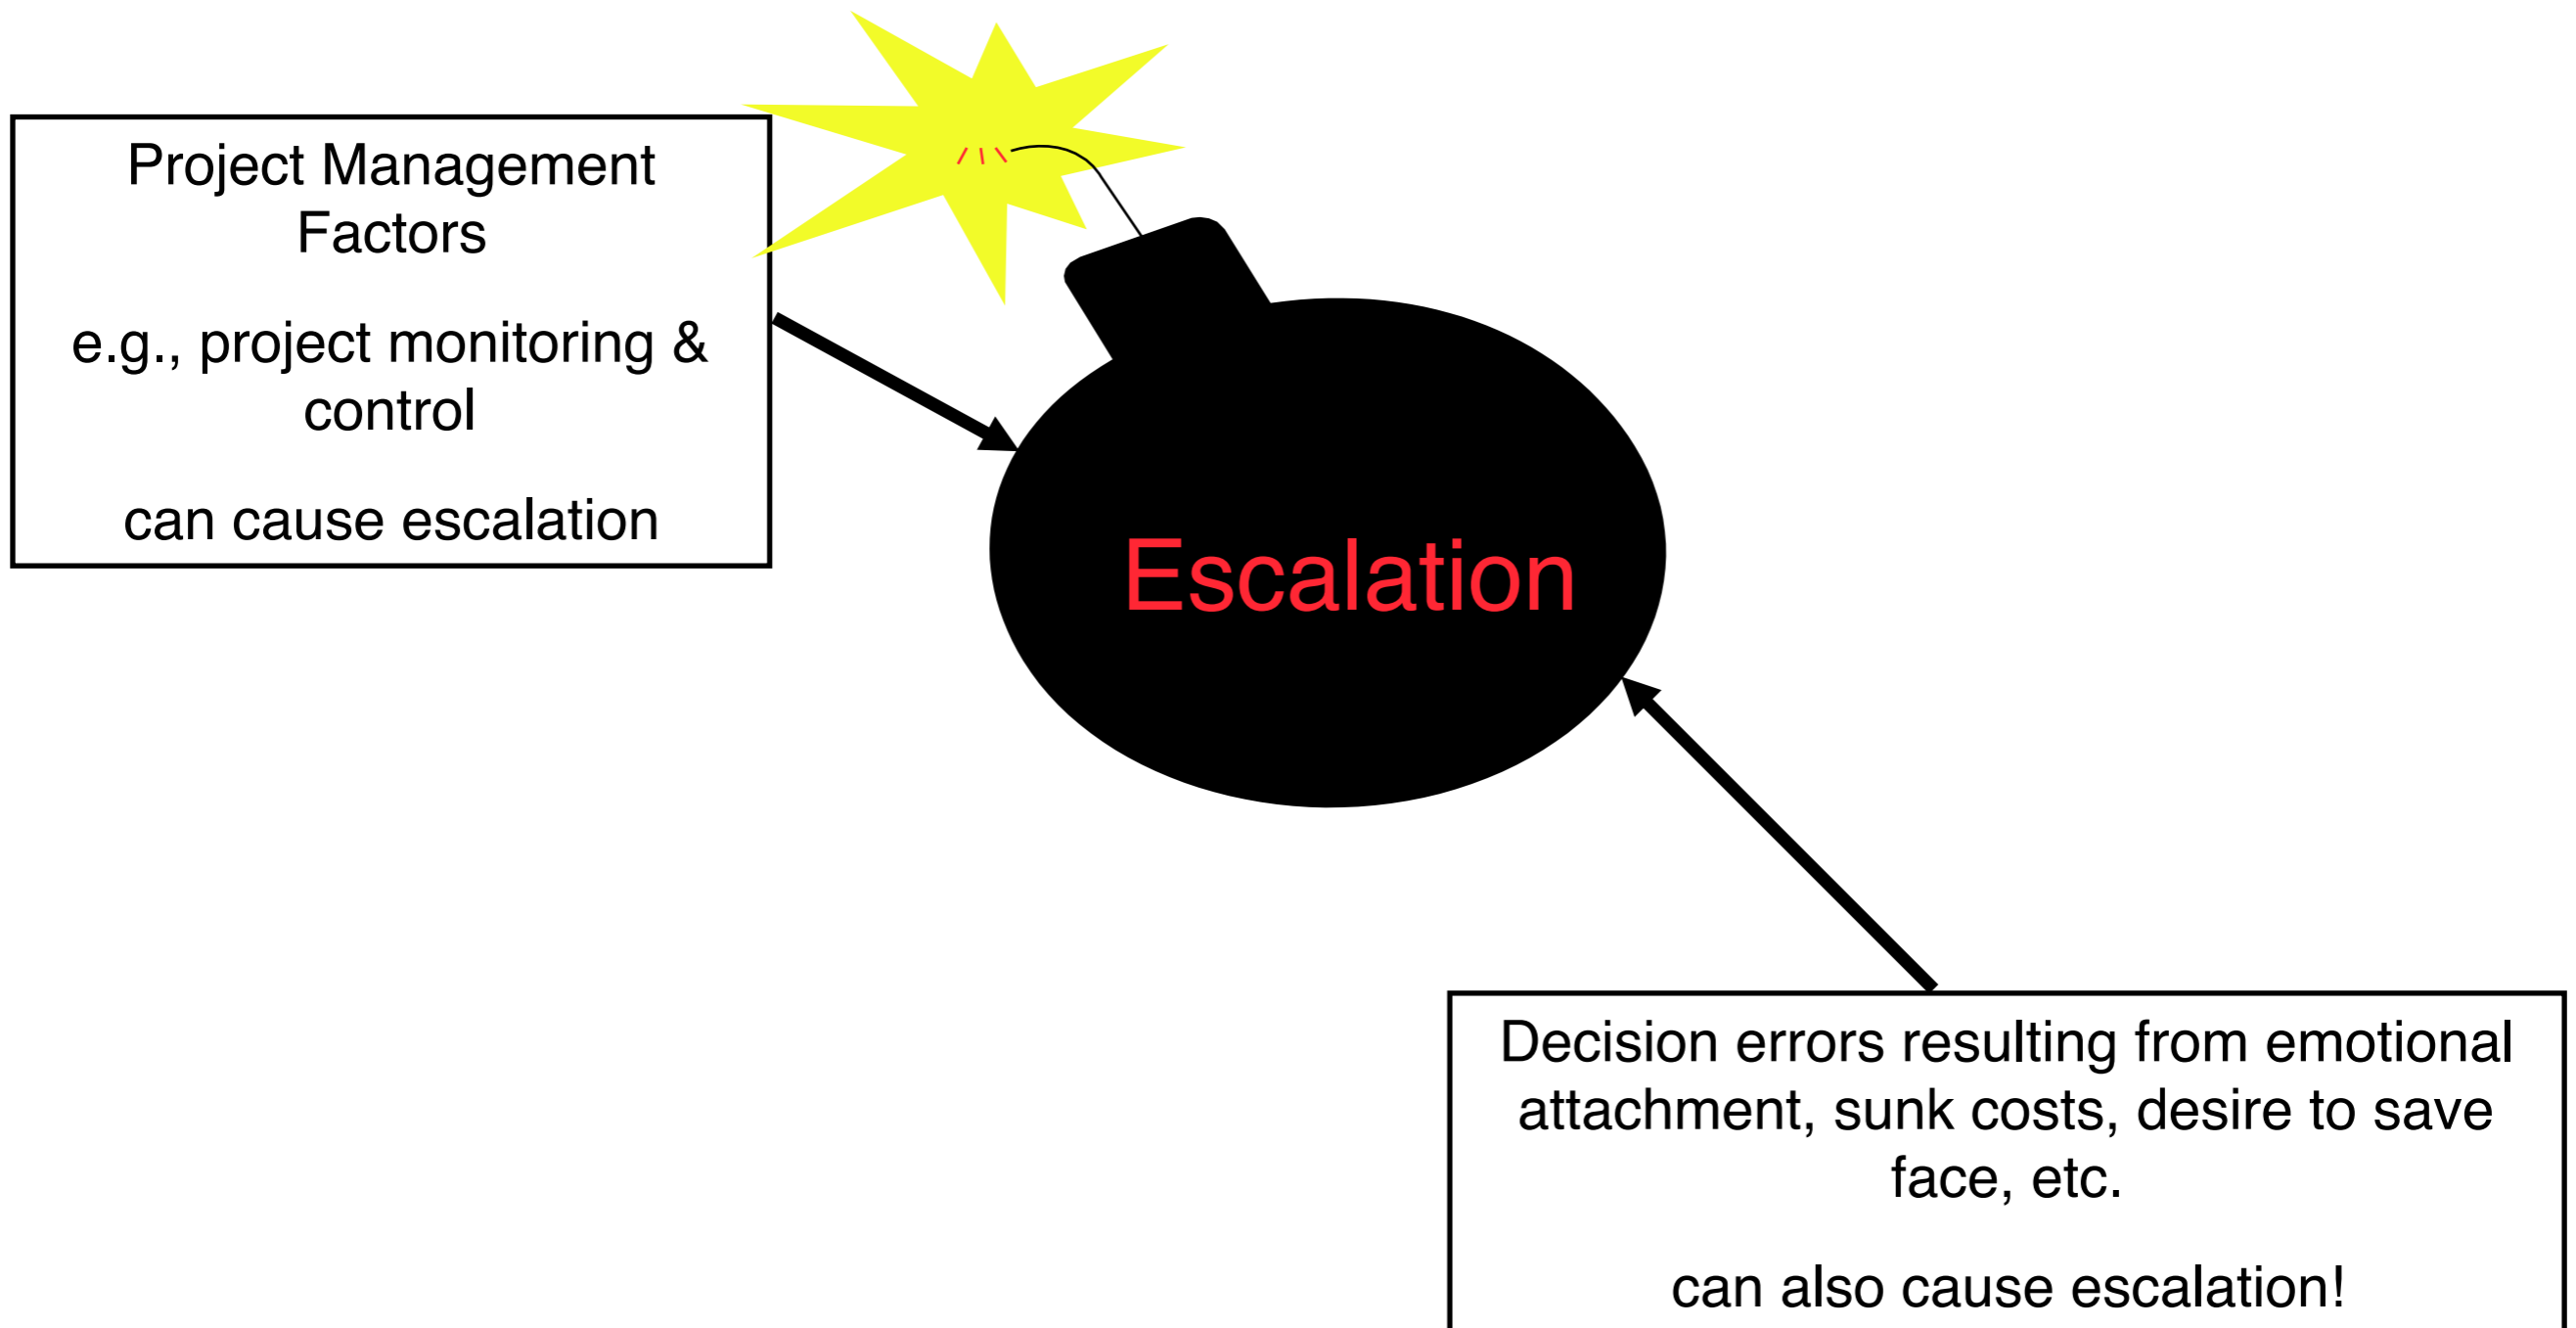 Project Management
Factors
e.g., project monitoring &
control
can cause escalation
Escalation
Decision errors resulting from emotional
attachment, sunk costs, desire to save
face, etc.
can also cause escalation!